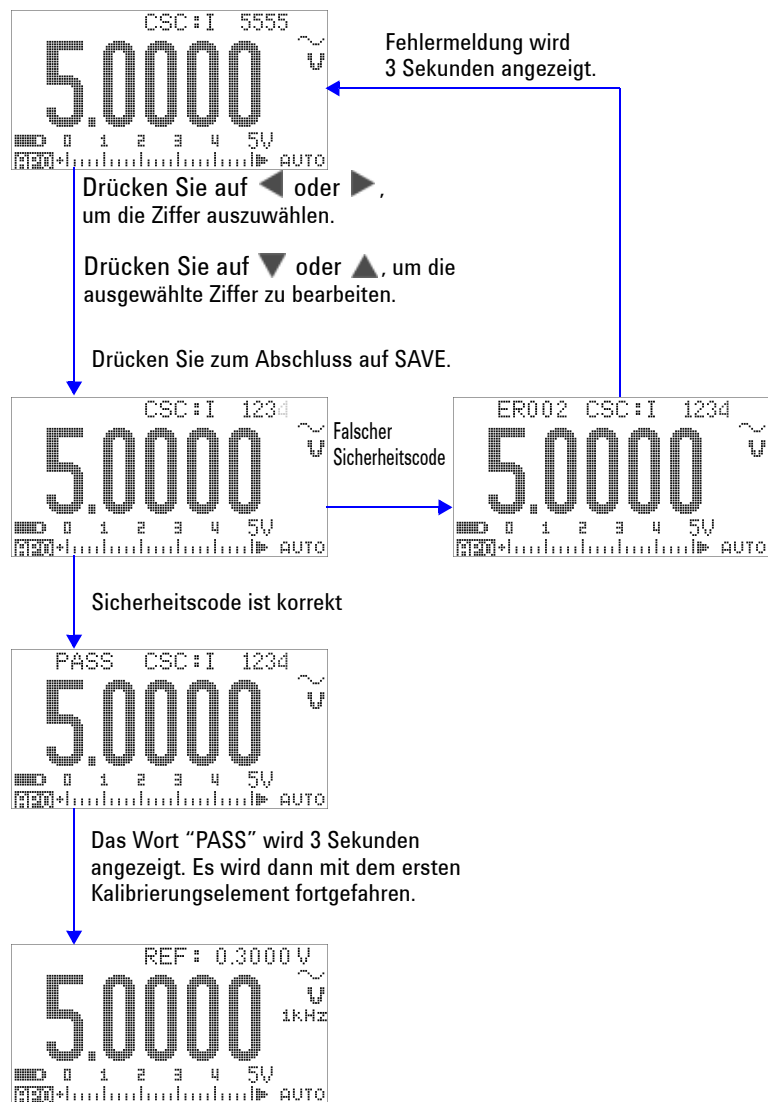 CSC:I 5555
5.0000
V
0 1 2 3 4 5V
APO AUTO
Fehlermeldung wird
3 Sekunden angezeigt.
Drücken Sie auf ◀ oder ▶,
um die Ziffer auszuwählen.
Drücken Sie auf ▼ oder ▲, um die
ausgewählte Ziffer zu bearbeiten.
Drücken Sie zum Abschluss auf SAVE.
CSC:I 1234
5.0000
V
0 1 2 3 4 5V
APO AUTO
Falscher
Sicherheitscode
ER002 CSC:I 1234
5.0000
V
0 1 2 3 4 5V
APO AUTO
Sicherheitscode ist korrekt
PASS CSC:I 1234
5.0000
V
0 1 2 3 4 5V
APO AUTO
Das Wort “PASS” wird 3 Sekunden
angezeigt. Es wird dann mit dem ersten
Kalibrierungselement fortgefahren.
REF: 0.3000 V
5.0000
V
1kHz
0 1 2 3 4 5V
APO AUTO